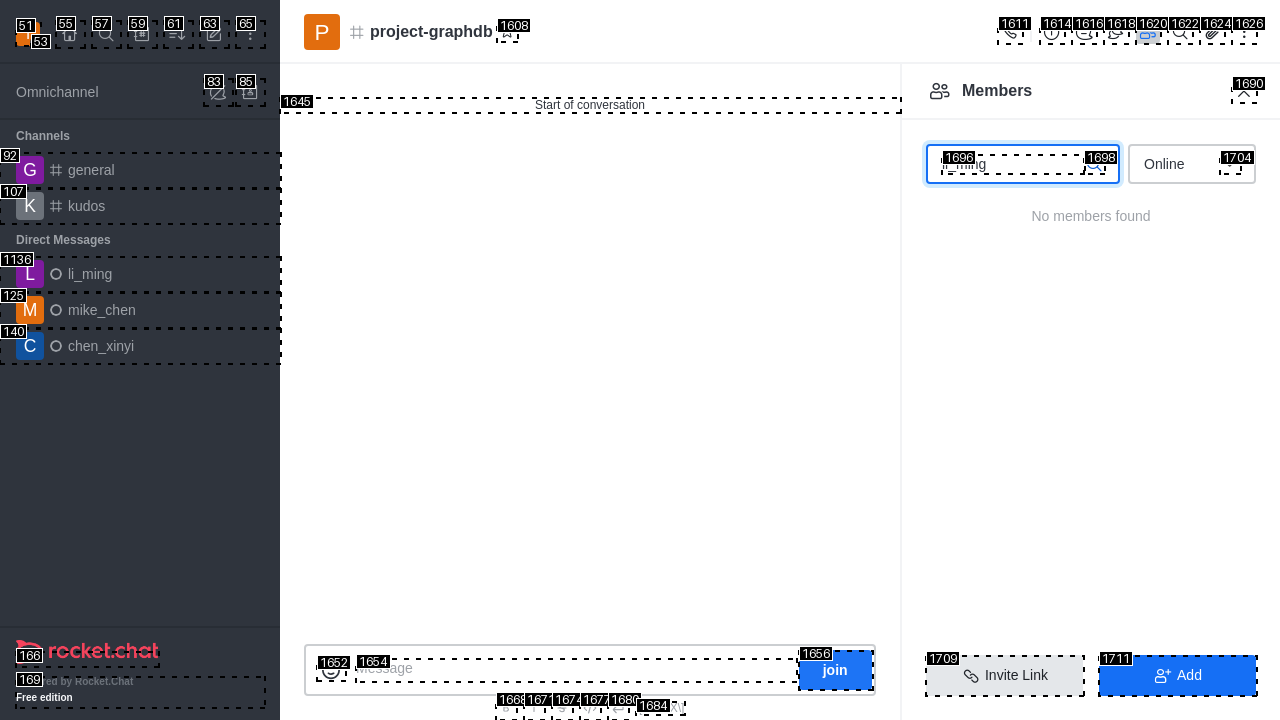 51
53
55
57
59
61
63
65
P
project-graphdb
1608
1611
1614
1616
1618
1620
1622
1624
1626
Omnichannel
83
85
1645
Start of conversation
Members
1690
Channels
92
G
general
107
K
kudos
1696
li_ming
1698
Online
1704
No members found
Direct Messages
1136
L
li_ming
125
M
mike_chen
140
C
chen_xinyi
166
rocket.chat
169
Powered by Rocket.Chat
Free edition
1652
1654
Message
1656
join
1709
Invite Link
1711
Add
1668
1671
1674
1677
1680
1684